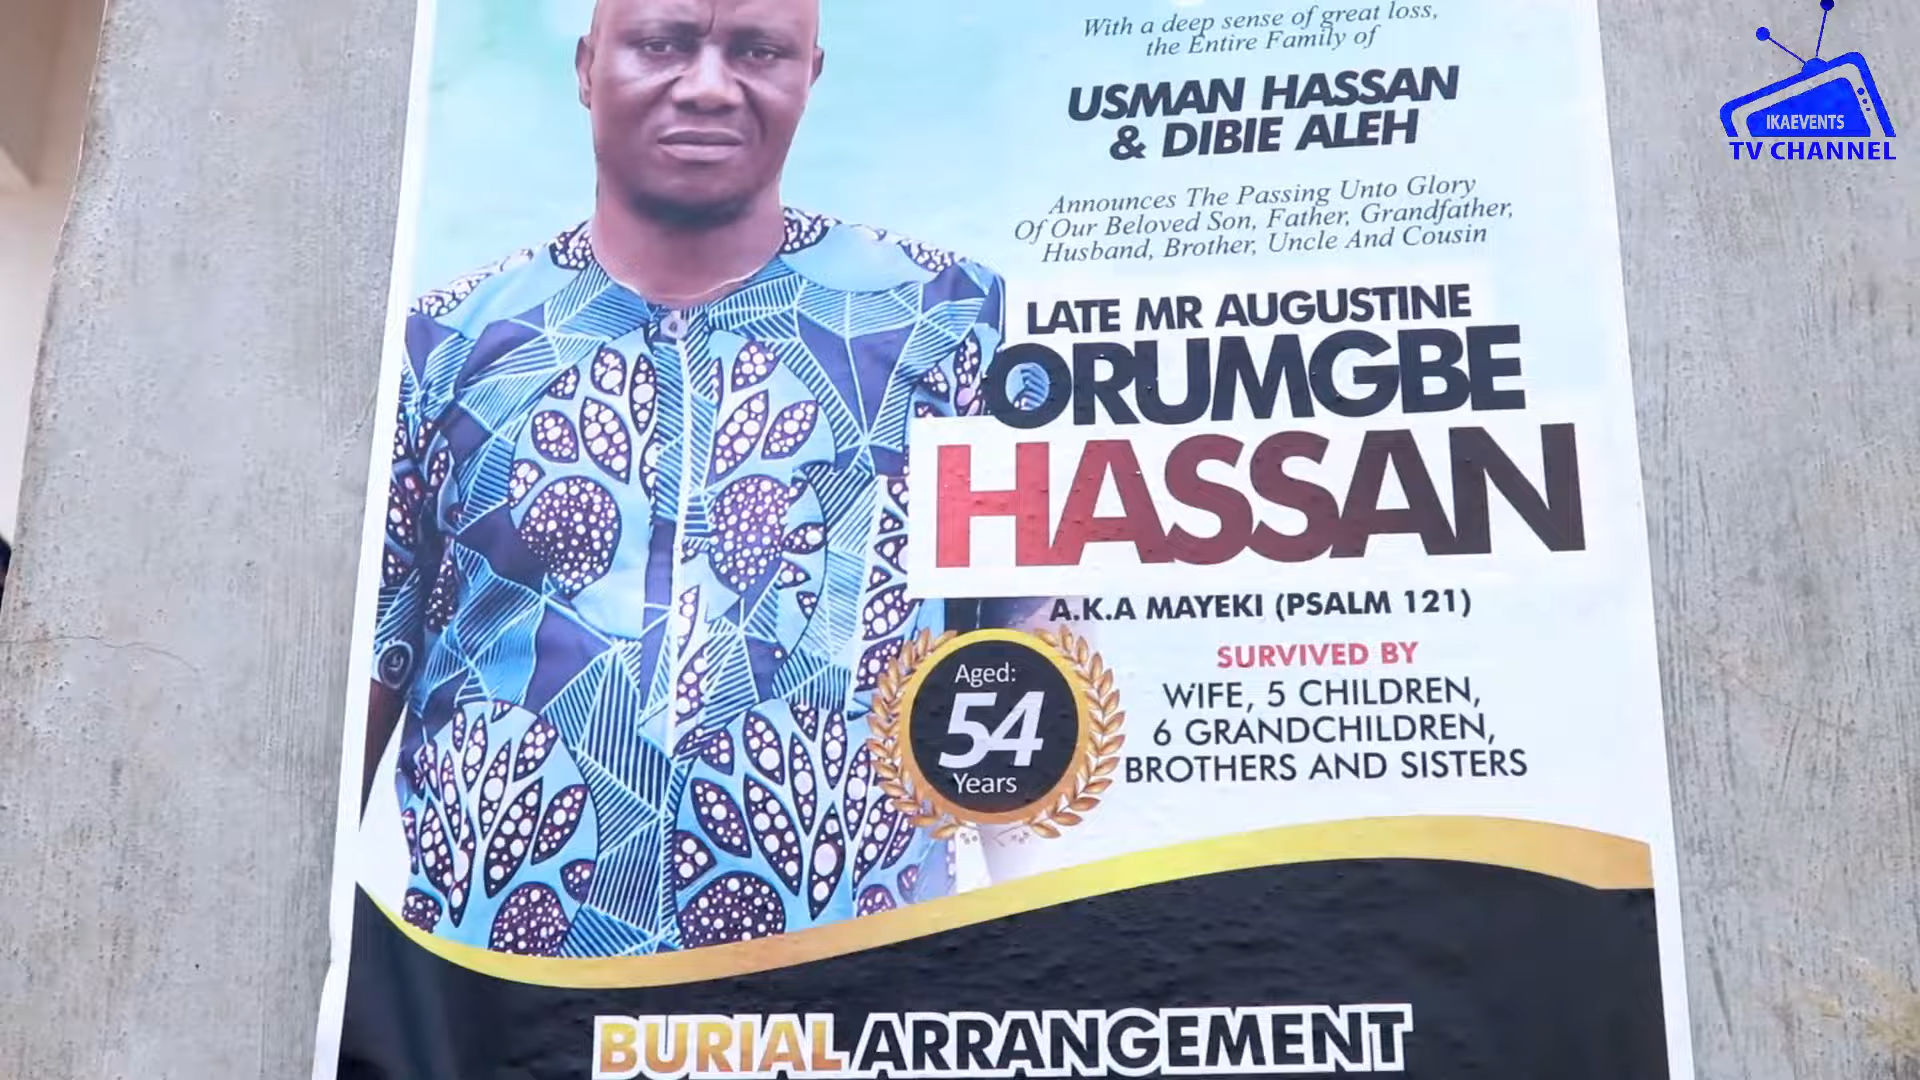 With a deep sense of great loss,
the Entire Family of
USMAN HASSAN
& DIBIE ALEH
Announces The Passing Unto Glory
Of Our Beloved Son, Father, Grandfather,
Husband, Brother, Uncle And Cousin
LATE MR AUGUSTINE
ORUMGBE
HASSAN
A.K.A MAYEKI (PSALM 121)
Aged:
54
Years
SURVIVED BY
WIFE, 5 CHILDREN,
6 GRANDCHILDREN,
BROTHERS AND SISTERS
BURIAL ARRANGEMENT
IKAEVENTS
TV CHANNEL